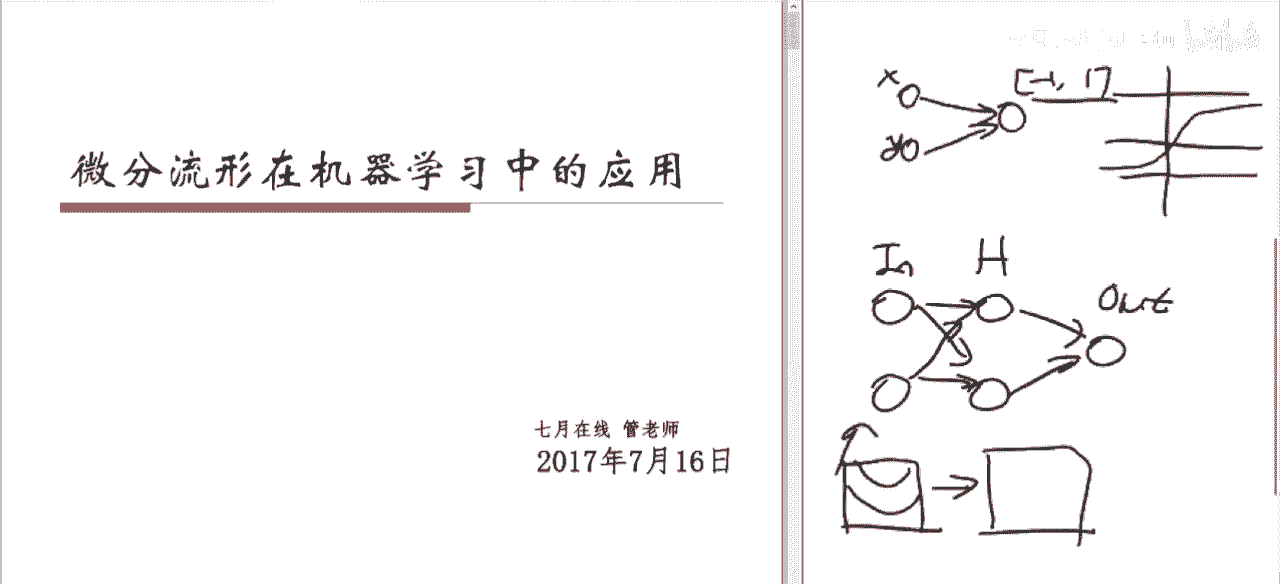 微分流形在机器学习中的应用
七月在线 管老师
2017年7月16日
x
[-1, 1]
y
In
H
Out